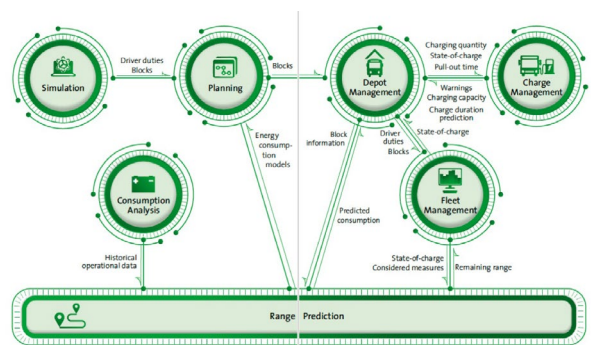 Simulation
Driver duties
Blocks
Planning
Blocks
Depot
Management
Charging quantity
State-of-charge
Pull-out time
Warnings
Charging capacity
Charge duration
prediction
Charge
Management
Energy
consump-
tion
models
Block
information
Driver
duties
Blocks
State-of-charge
Consumption
Analysis
Fleet
Management
Predicted
consumption
Historical
operational data
State-of-charge
Considered measures
Remaining range
Range Prediction